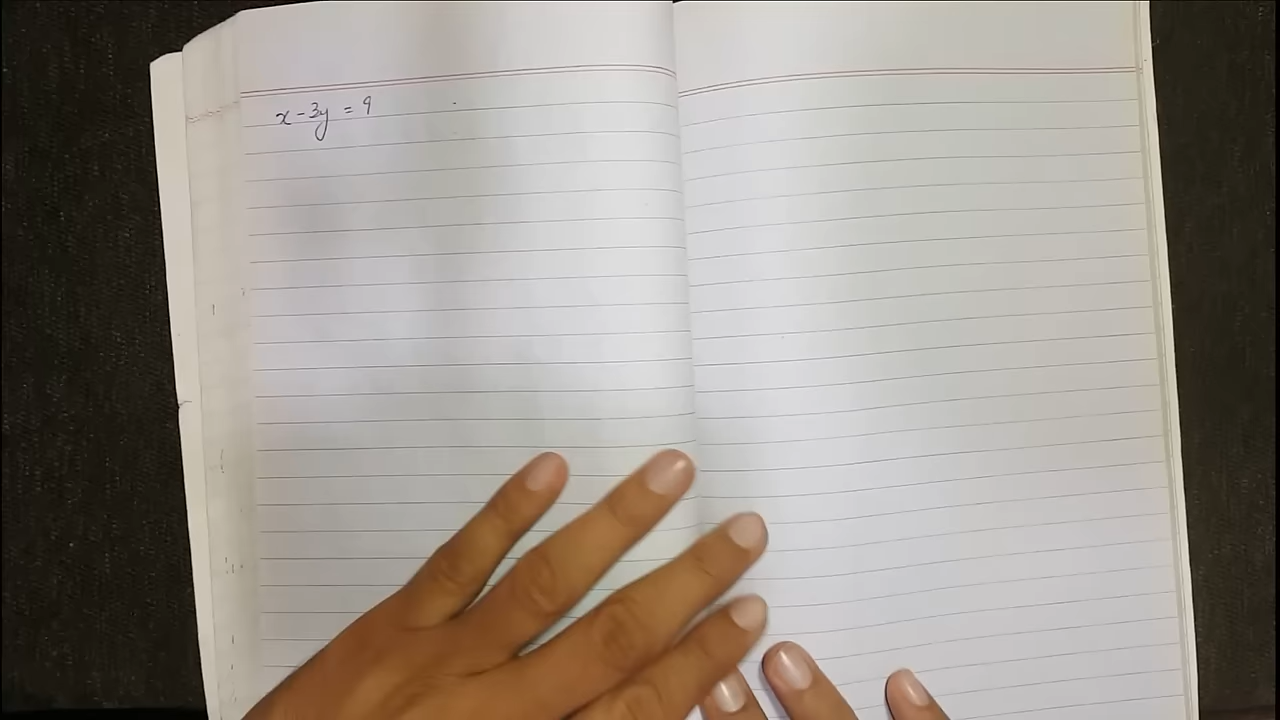 x - 3y = 9